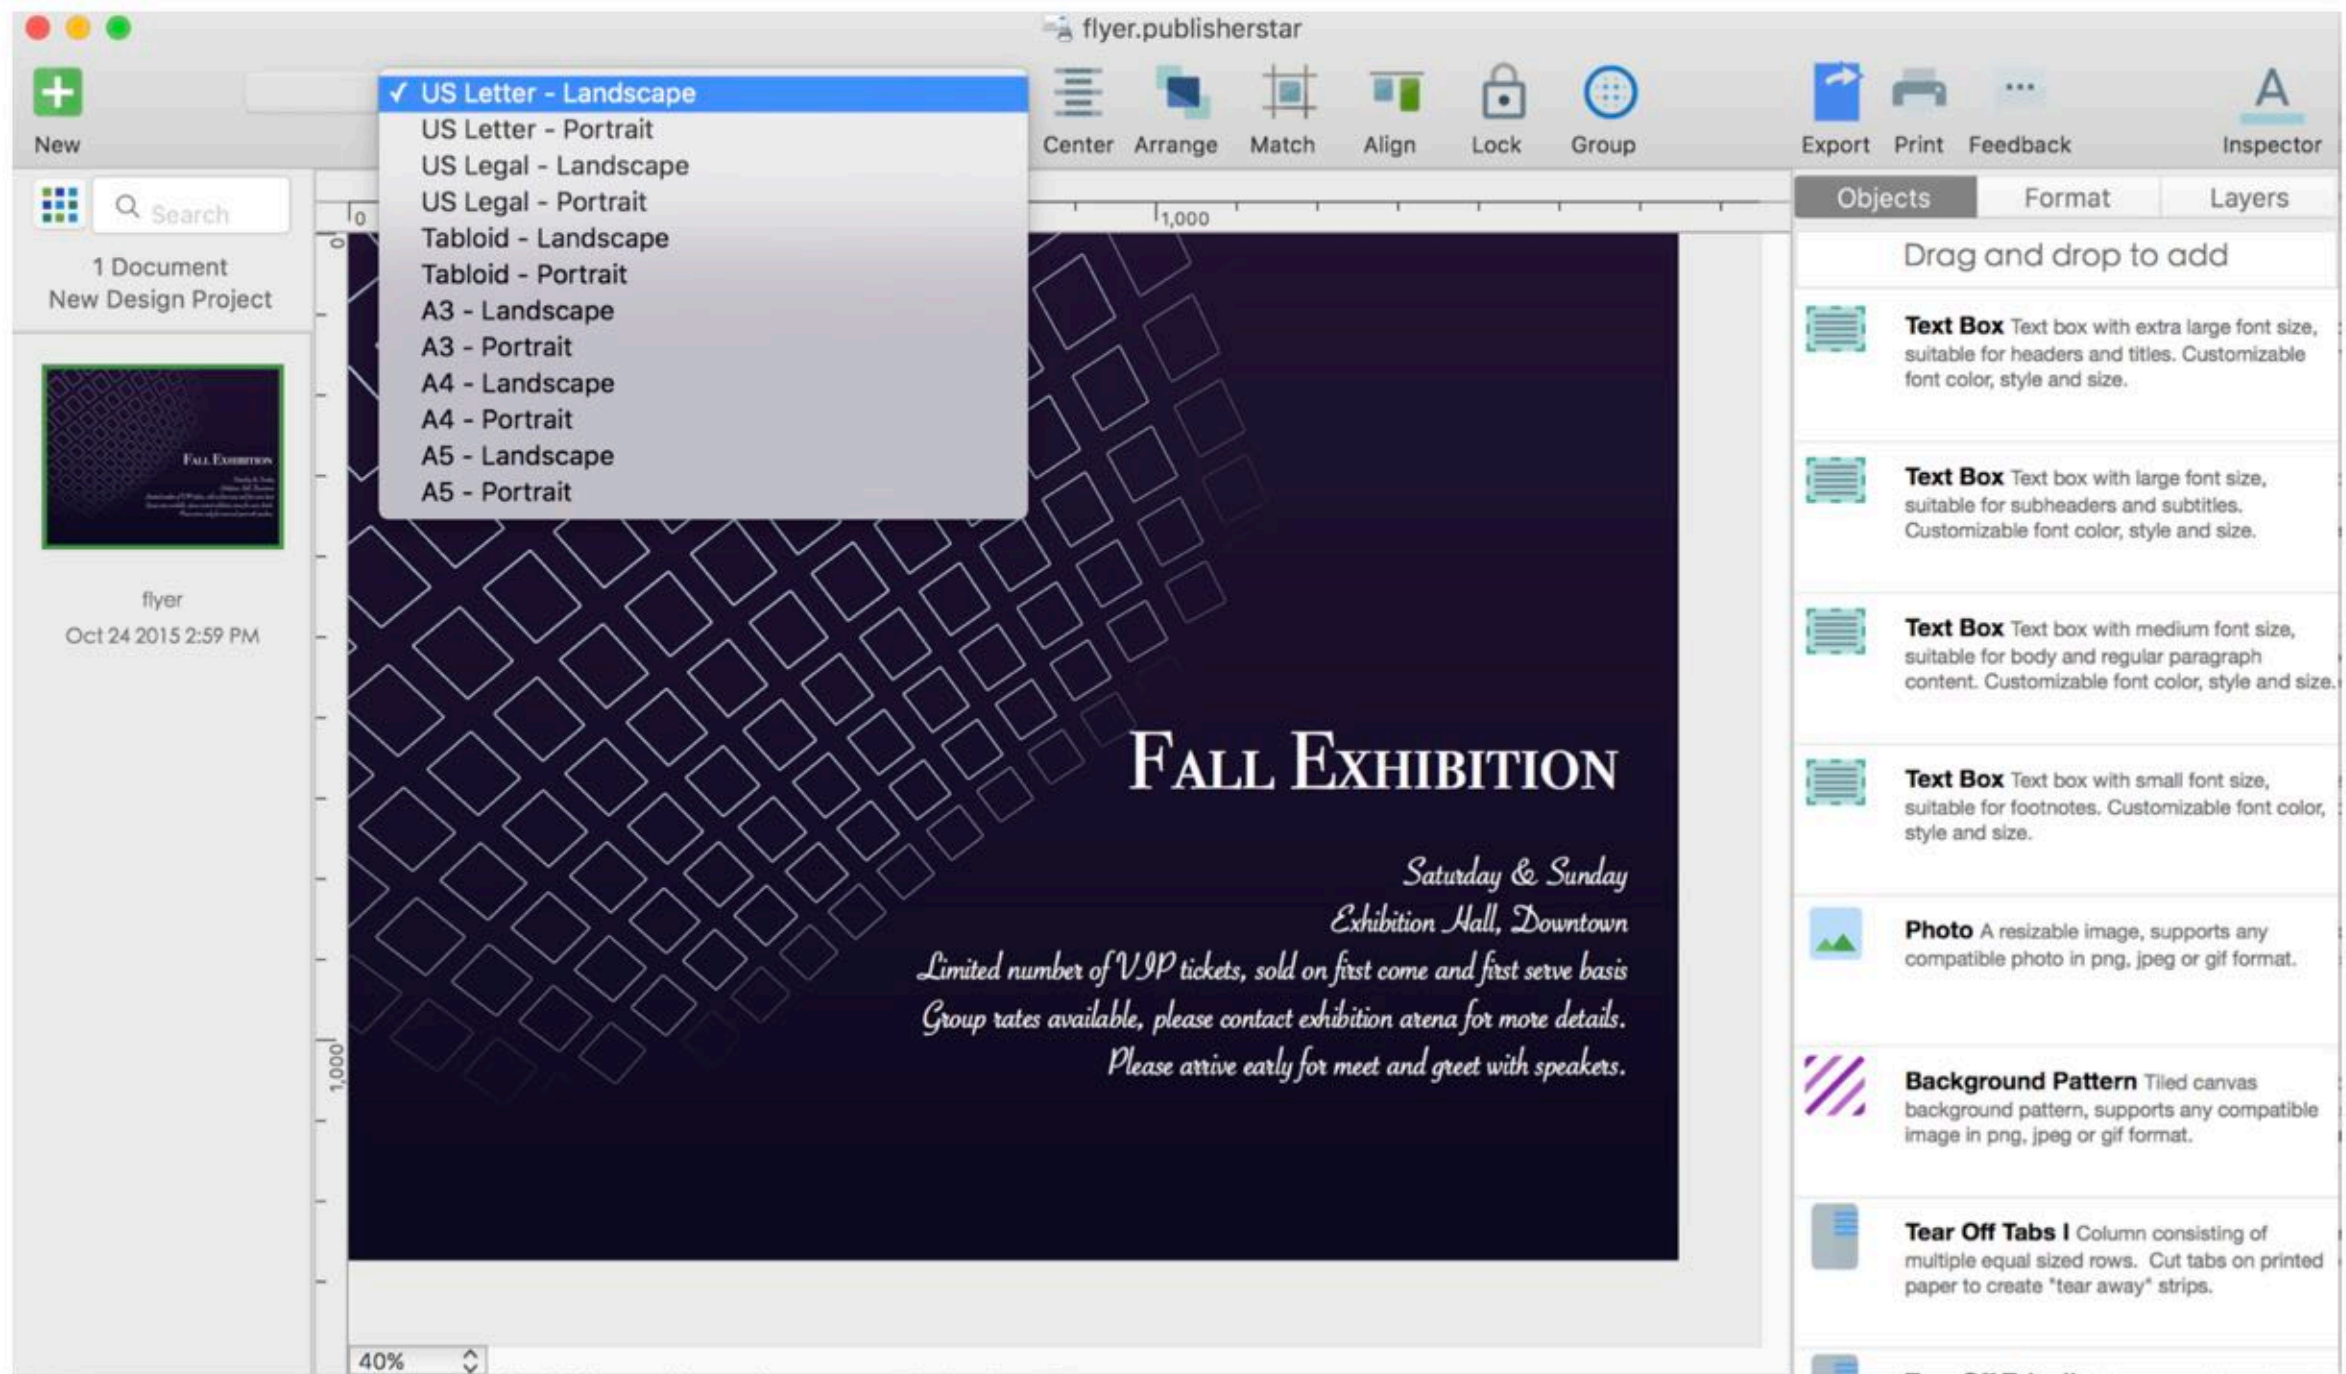 flyer.publisherstar
New
✓ US Letter - Landscape
US Letter - Portrait
US Legal - Landscape
US Legal - Portrait
Tabloid - Landscape
Tabloid - Portrait
A3 - Landscape
A3 - Portrait
A4 - Landscape
A4 - Portrait
A5 - Landscape
A5 - Portrait
Center Arrange Match Align Lock Group
Export Print Feedback Inspector
Search
1 Document
New Design Project
FALL EXHIBITION
flyer
Oct 24 2015 2:59 PM
0 1,000
0
1,000
FALL EXHIBITION
Saturday & Sunday
Exhibition Hall, Downtown
Limited number of VIP tickets, sold on first come and first serve basis
Group rates available, please contact exhibition arena for more details.
Please arrive early for meet and greet with speakers.
40%
Objects Format Layers
Drag and drop to add
Text Box Text box with extra large font size,
suitable for headers and titles. Customizable
font color, style and size.
Text Box Text box with large font size,
suitable for subheaders and subtitles.
Customizable font color, style and size.
Text Box Text box with medium font size,
suitable for body and regular paragraph
content. Customizable font color, style and size.
Text Box Text box with small font size,
suitable for footnotes. Customizable font color,
style and size.
Photo A resizable image, supports any
compatible photo in png, jpeg or gif format.
Background Pattern Tiled canvas
background pattern, supports any compatible
image in png, jpeg or gif format.
Tear Off Tabs I Column consisting of
multiple equal sized rows. Cut tabs on printed
paper to create "tear away" strips.